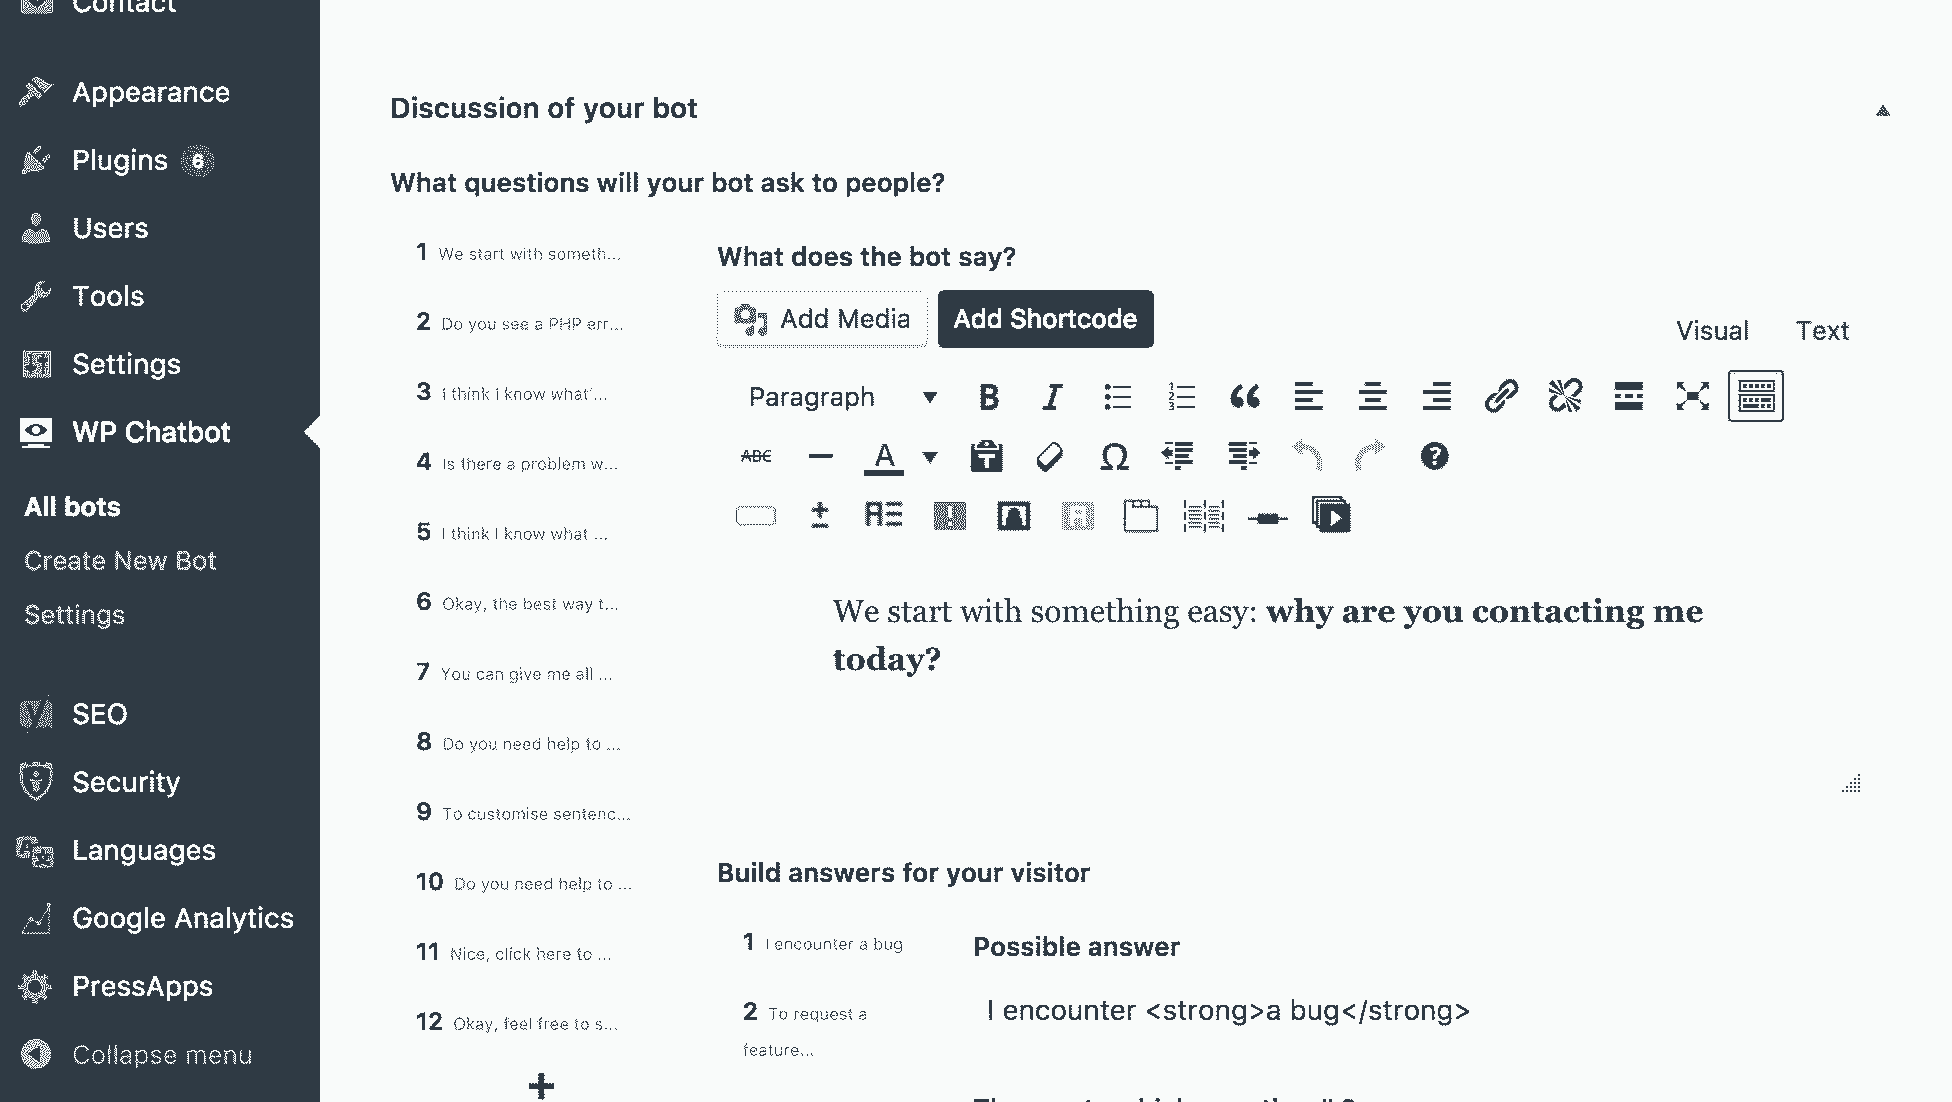 Contact
Appearance
Plugins 6
Users
Tools
Settings
WP Chatbot
All bots
Create New Bot
Settings
SEO
Security
Languages
Google Analytics
PressApps
Collapse menu
Discussion of your bot
What questions will your bot ask to people?
1 We start with someth...
2 Do you see a PHP err...
3 I think I know what'...
4 Is there a problem w...
5 I think I know what ...
6 Okay, the best way t...
7 You can give me all ...
8 Do you need help to ...
9 To customise sentenc...
10 Do you need help to ...
11 Nice, click here to ...
12 Okay, feel free to s...
+
What does the bot say?
Add Media Add Shortcode
Visual Text
Paragraph
ABC
We start with something easy: why are you contacting me
today?
Build answers for your visitor
1 I encounter a bug
2 To request a
feature...
Possible answer
I encounter <strong>a bug</strong>